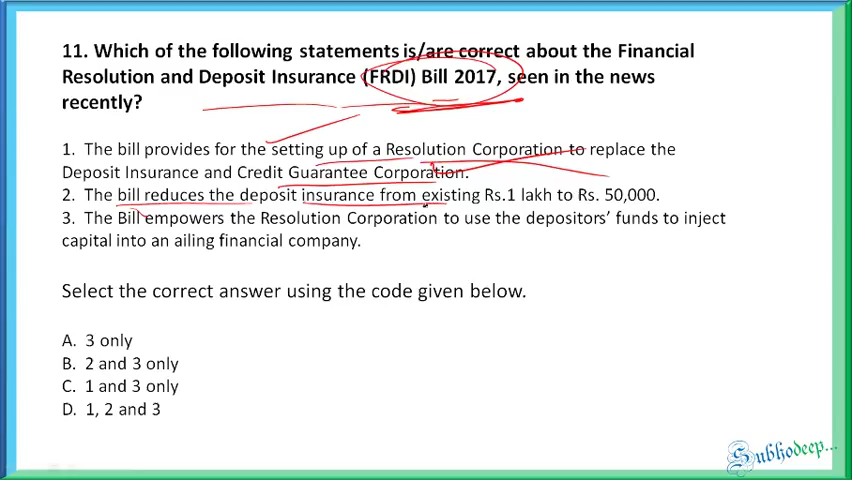 11. Which of the following statements is/are correct about the Financial
Resolution and Deposit Insurance (FRDI) Bill 2017, seen in the news
recently?
1. The bill provides for the setting up of a Resolution Corporation to replace the
Deposit Insurance and Credit Guarantee Corporation.
2. The bill reduces the deposit insurance from existing Rs.1 lakh to Rs. 50,000.
3. The Bill empowers the Resolution Corporation to use the depositors' funds to inject
capital into an ailing financial company.
Select the correct answer using the code given below.
A. 3 only
B. 2 and 3 only
C. 1 and 3 only
D. 1, 2 and 3
Subhodeep...